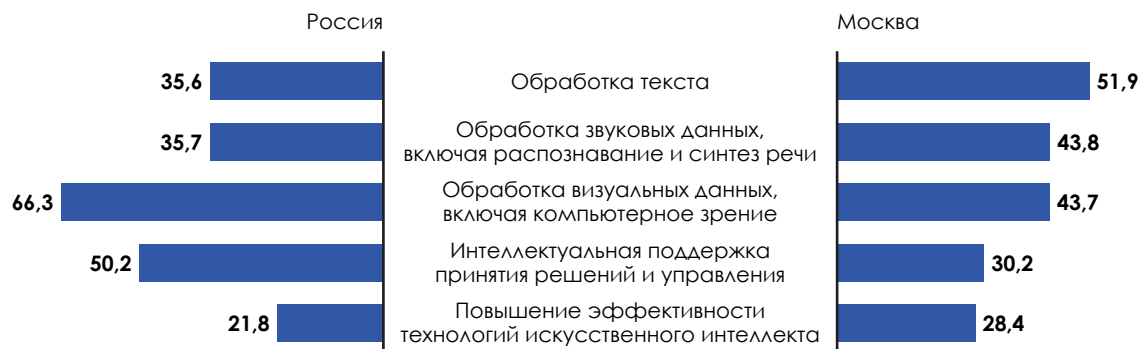 Россия
Москва
35,6
Обработка текста
51,9
35,7
Обработка звуковых данных,
включая распознавание и синтез речи
43,8
66,3
Обработка визуальных данных,
включая компьютерное зрение
43,7
50,2
Интеллектуальная поддержка
принятия решений и управления
30,2
21,8
Повышение эффективности
технологий искусственного интеллекта
28,4